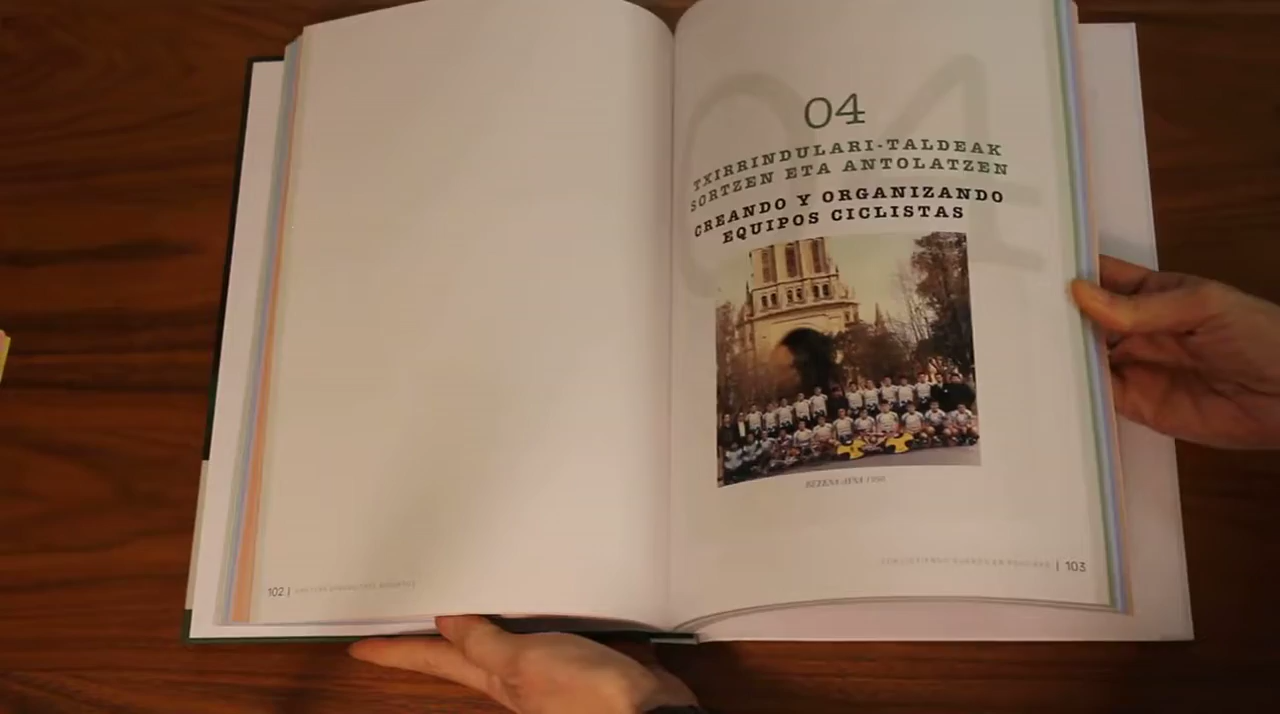 04
TXIRRINDULARI-TALDEAK
SORTZEN ETA ANTOLATZEN
CREANDO Y ORGANIZANDO
EQUIPOS CICLISTAS
102 |
| 103